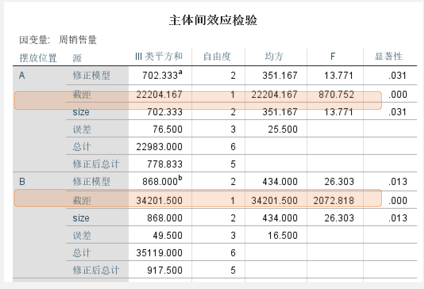 主体间效应检验
因变量: 周销售量
摆放位置 源 III 类平方和 自由度 均方 F 显著性
A 修正模型 702.333a 2 351.167 13.771 .031
截距 22204.167 1 22204.167 870.752 .000
size 702.333 2 351.167 13.771 .031
误差 76.500 3 25.500
总计 22983.000 6
修正后总计 778.833 5
B 修正模型 868.000b 2 434.000 26.303 .013
截距 34201.500 1 34201.500 2072.818 .000
size 868.000 2 434.000 26.303 .013
误差 49.500 3 16.500
总计 35119.000 6
修正后总计 917.500 5